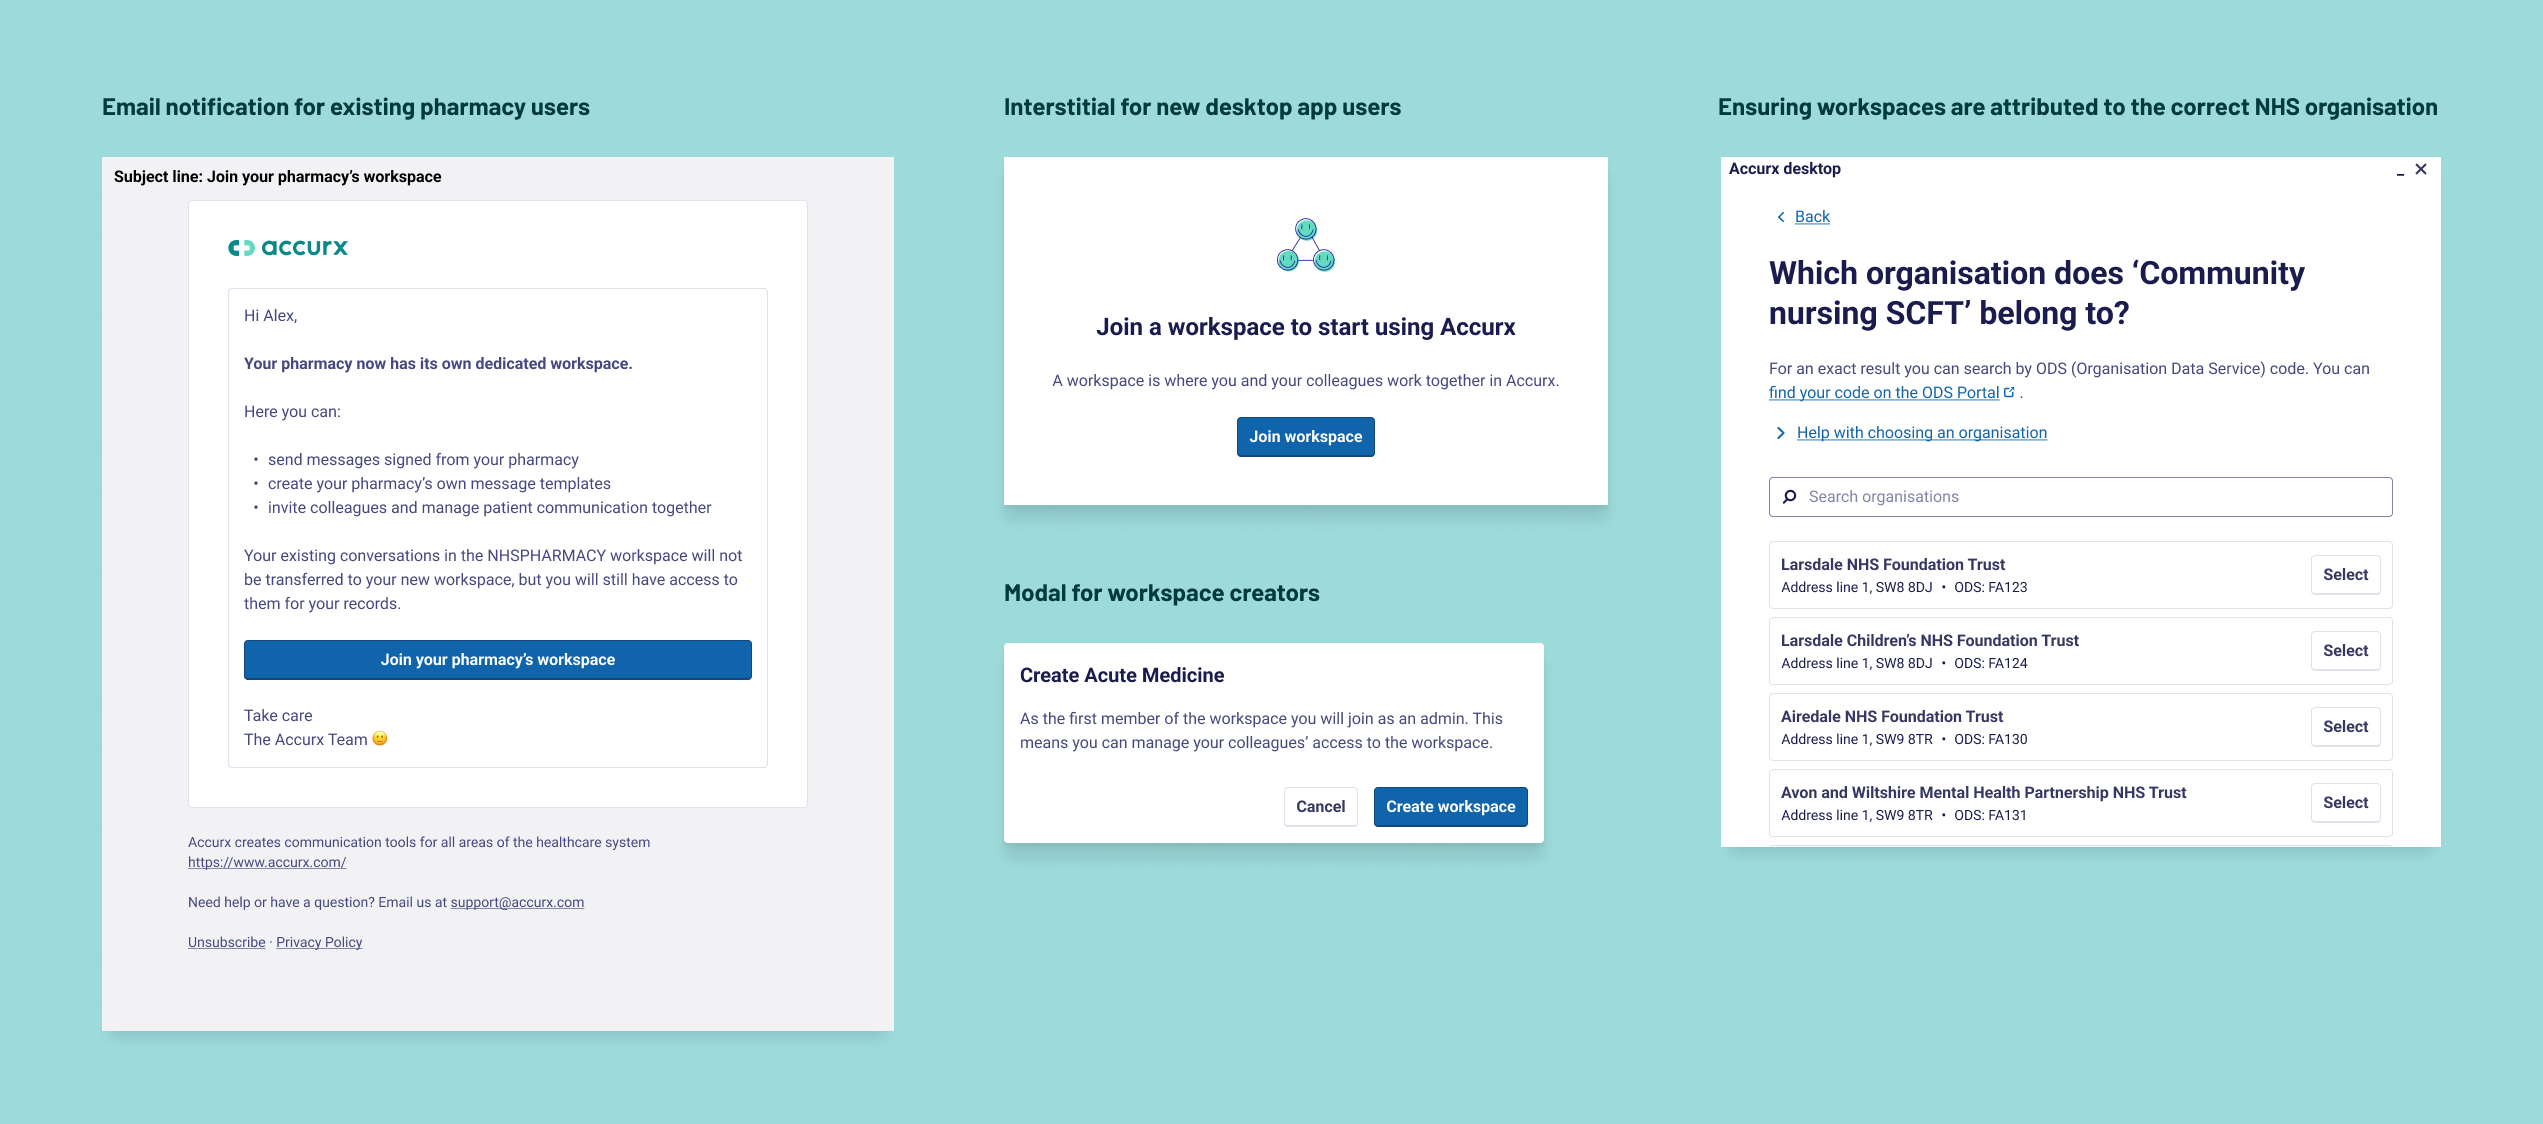 Email notification for existing pharmacy users
Subject line: Join your pharmacy’s workspace
accurx
Hi Alex,
Your pharmacy now has its own dedicated workspace.
Here you can:
• send messages signed from your pharmacy
• create your pharmacy’s own message templates
• invite colleagues and manage patient communication together
Your existing conversations in the NHSPHARMACY workspace will not
be transferred to your new workspace, but you will still have access to
them for your records.
Join your pharmacy’s workspace
Take care
The Accurx Team 🙂
Accurx creates communication tools for all areas of the healthcare system
https://www.accurx.com/
Need help or have a question? Email us at support@accurx.com
Unsubscribe · Privacy Policy
Interstitial for new desktop app users
Join a workspace to start using Accurx
A workspace is where you and your colleagues work together in Accurx.
Join workspace
Modal for workspace creators
Create Acute Medicine
As the first member of the workspace you will join as an admin. This
means you can manage your colleagues’ access to the workspace.
Cancel
Create workspace
Ensuring workspaces are attributed to the correct NHS organisation
Accurx desktop
Back
Which organisation does ‘Community
nursing SCFT’ belong to?
For an exact result you can search by ODS (Organisation Data Service) code. You can
find your code on the ODS Portal .
Help with choosing an organisation
Search organisations
Larsdale NHS Foundation Trust
Address line 1, SW8 8DJ • ODS: FA123
Select
Larsdale Children’s NHS Foundation Trust
Address line 1, SW8 8DJ • ODS: FA124
Select
Airedale NHS Foundation Trust
Address line 1, SW9 8TR • ODS: FA130
Select
Avon and Wiltshire Mental Health Partnership NHS Trust
Address line 1, SW9 8TR • ODS: FA131
Select